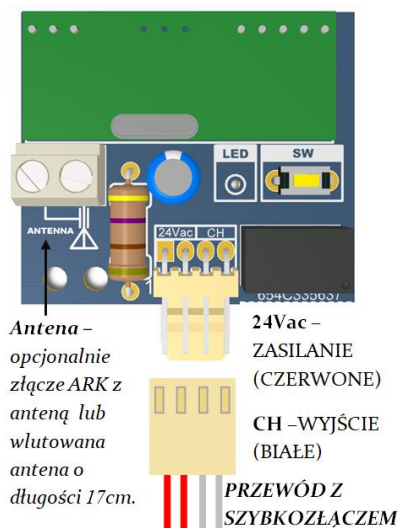 LED
SW
ANTENNA
24Vac CH
654C335637
Antena –
opcjonalnie
złącze ARK z
anteną lub
wlutowana
antena o
długości 17cm.
24Vac –
ZASILANIE
(CZERWONE)
CH –WYJŚCIE
(BIAŁE)
PRZEWÓD Z
SZYBKOZŁĄCZEM